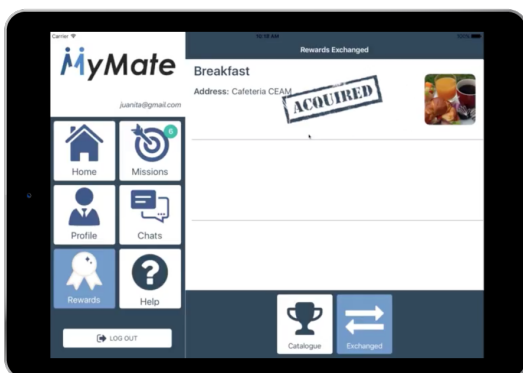 Carrier
Rewards Exchanged
MyMate
juanita@gmail.com
Breakfast
Address: Cafeteria CEAM
ACQUIRED
6
Home
Missions
Profile
Chats
Rewards
Help
LOG OUT
Catalogue
Exchanged